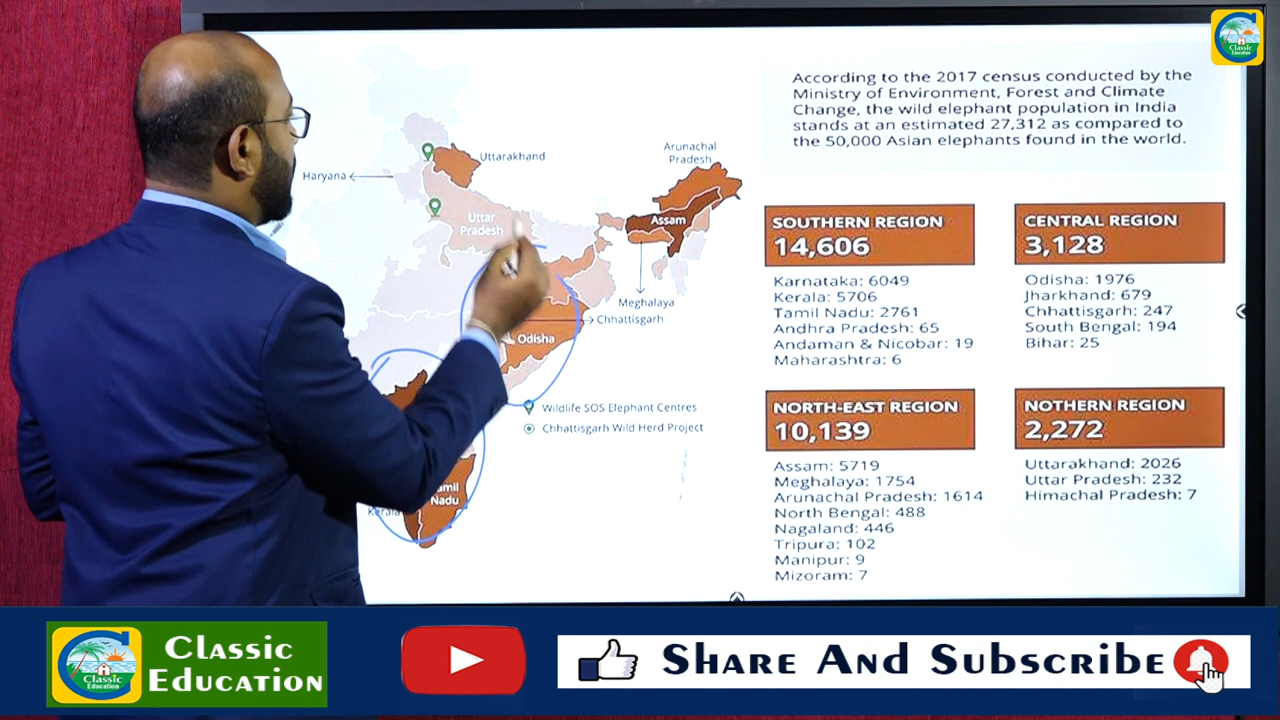 Classic
Education
According to the 2017 census conducted by the
Ministry of Environment, Forest and Climate
Change, the wild elephant population in India
stands at an estimated 27,312 as compared to
the 50,000 Asian elephants found in the world.
Uttarakhand
Haryana
Uttar
Pradesh
Arunachal
Pradesh
Assam
Meghalaya
Chhattisgarh
Odisha
Nadu
Wildlife SOS Elephant Centres
Chhattisgarh Wild Herd Project
SOUTHERN REGION
14,606
Karnataka: 6049
Kerala: 5706
Tamil Nadu: 2761
Andhra Pradesh: 65
Andaman & Nicobar: 19
Maharashtra: 6
CENTRAL REGION
3,128
Odisha: 1976
Jharkhand: 679
Chhattisgarh: 247
South Bengal: 194
Bihar: 25
NORTH-EAST REGION
10,139
Assam: 5719
Meghalaya: 1754
Arunachal Pradesh: 1614
North Bengal: 488
Nagaland: 446
Tripura: 102
Manipur: 9
Mizoram: 7
NOTHERN REGION
2,272
Uttarakhand: 2026
Uttar Pradesh: 232
Himachal Pradesh: 7
Classic
Education
Classic
Education
Share And Subscribe